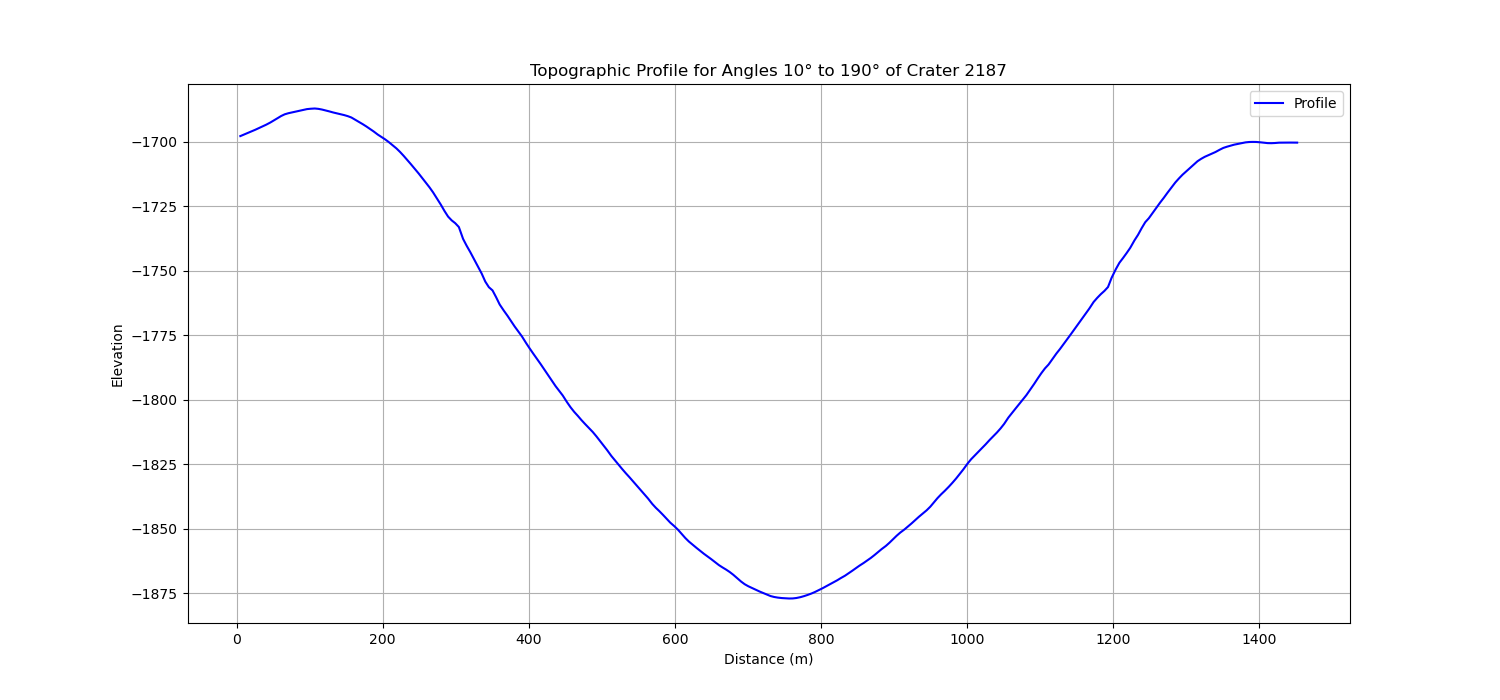 Topographic Profile for Angles 10° to 190° of Crater 2187
Profile
−1700
−1725
−1750
−1775
−1800
−1825
−1850
−1875
Elevation
0 200 400 600 800 1000 1200 1400
Distance (m)